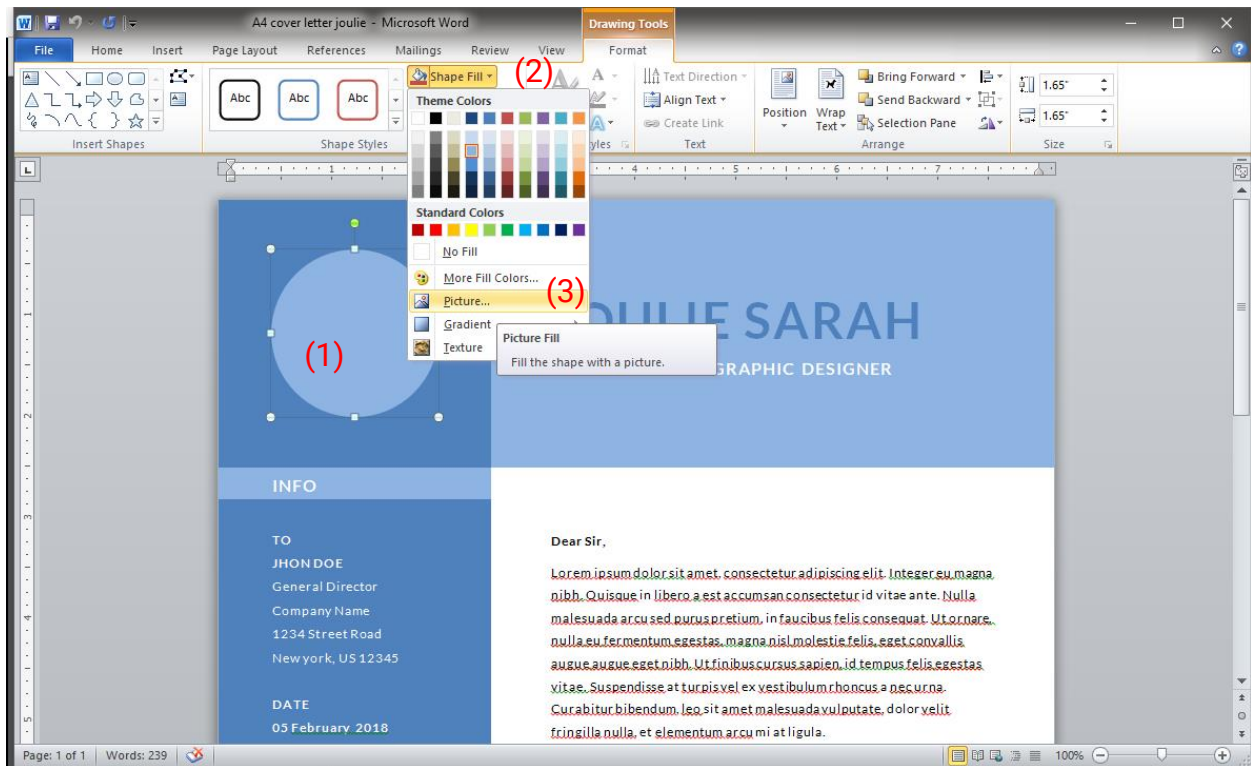 A4 cover letter joulie - Microsoft Word
Drawing Tools
File Home Insert Page Layout References Mailings Review View Format
Abc Abc Abc
Shape Fill
(2)
A
Text Direction
Align Text
Create Link
Position
Wrap Text
Bring Forward
Send Backward
Selection Pane
1.65"
1.65"
Insert Shapes
Shape Styles
yles
Text
Arrange
Size
Theme Colors
Standard Colors
No Fill
More Fill Colors...
Picture...
(3)
Gradient
Texture
Picture Fill
Fill the shape with a picture.
1 4 5 6 7
(1)
OULIE SARAH
GRAPHIC DESIGNER
INFO
TO
JHON DOE
General Director
Company Name
1234 Street Road
New york, US 12345
DATE
05 February 2018
Dear Sir,
Lorem ipsum dolor sit amet, consectetur adipiscing elit. Integer eu magna
nibh. Quisque in libero a est accumsan consectetur id vitae ante. Nulla
malesuada arcu sed purus pretium, in faucibus felis consequat. Ut ornare,
nulla eu fermentum egestas, magna nisl molestie felis, eget convallis
augue augue eget nibh. Ut finibus cursus sapien, id tempus felis egestas
vitae. Suspendisse at turpis vel ex vestibulum rhoncus a nec urna.
Curabitur bibendum, leo sit amet malesuada vulputate, dolor velit
fringilla nulla, et elementum arcu mi at ligula.
Page: 1 of 1 Words: 239 100%